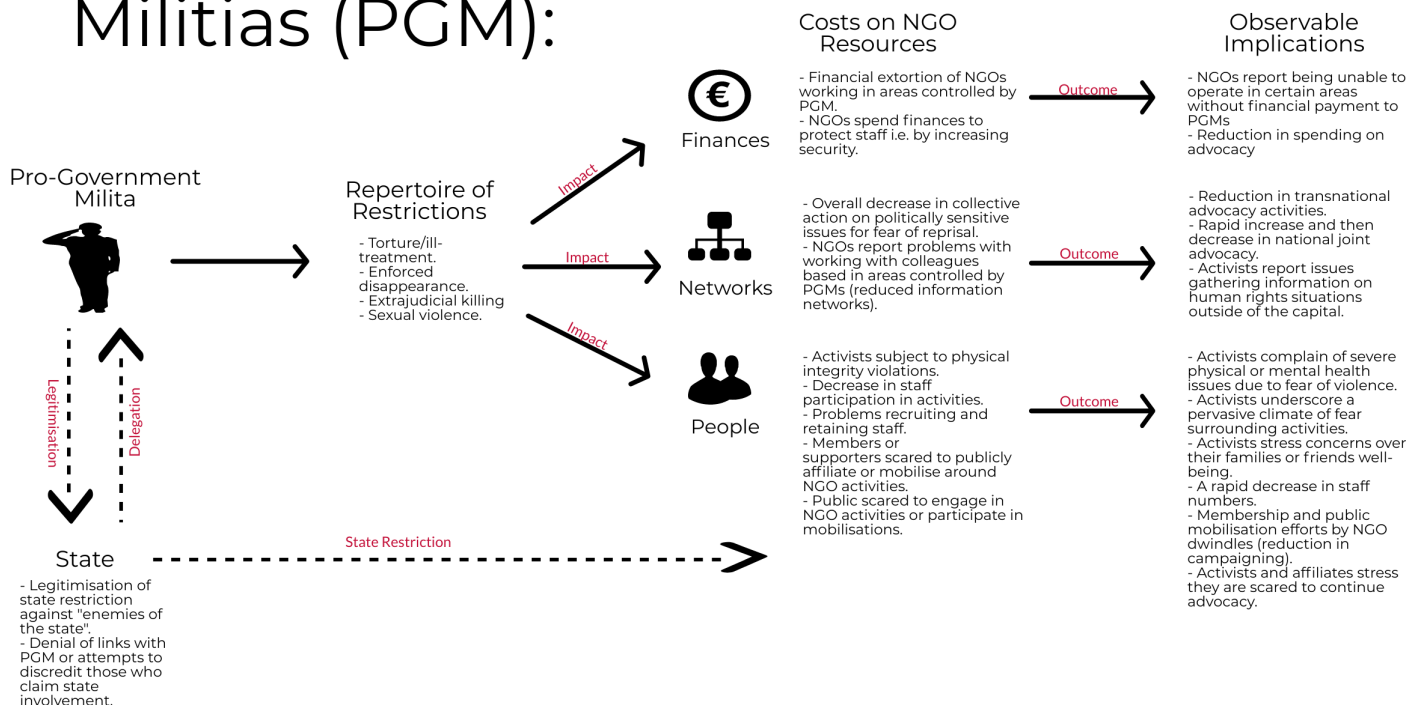 Militias (PGM):
Costs on NGO
Resources
Observable
Implications
Pro-Government
Milita
Legitimisation
Delegation
State
- Legitimisation of
state restriction
against "enemies of
the state".
- Denial of links with
PGM or attempts to
discredit those who
claim state
involvement.
State Restriction
Repertoire of
Restrictions
- Torture/ill-
treatment.
- Enforced
disappearance.
- Extrajudicial killing
- Sexual violence.
Impact
Impact
Impact
€
Finances
- Financial extortion of NGOs
working in areas controlled by
PGM.
- NGOs spend finances to
protect staff i.e. by increasing
security.
Outcome
- NGOs report being unable to
operate in certain areas
without financial payment to
PGMs
- Reduction in spending on
advocacy
Networks
- Overall decrease in collective
action on politically sensitive
issues for fear of reprisal.
- NGOs report problems with
working with colleagues
based in areas controlled by
PGMs (reduced information
networks).
Outcome
- Reduction in transnational
advocacy activities.
- Rapid increase and then
decrease in national joint
advocacy.
- Activists report issues
gathering information on
human rights situations
outside of the capital.
People
- Activists subject to physical
integrity violations.
- Decrease in staff
participation in activities.
- Problems recruiting and
retaining staff.
- Members or
supporters scared to publicly
affiliate or mobilise around
NGO activities.
- Public scared to engage in
NGO activities or participate in
mobilisations.
Outcome
- Activists complain of severe
physical or mental health
issues due to fear of violence.
- Activists underscore a
pervasive climate of fear
surrounding activities.
- Activists stress concerns over
their families or friends well-
being.
- A rapid decrease in staff
numbers.
- Membership and public
mobilisation efforts by NGO
dwindles (reduction in
campaigning).
- Activists and affiliates stress
they are scared to continue
advocacy.